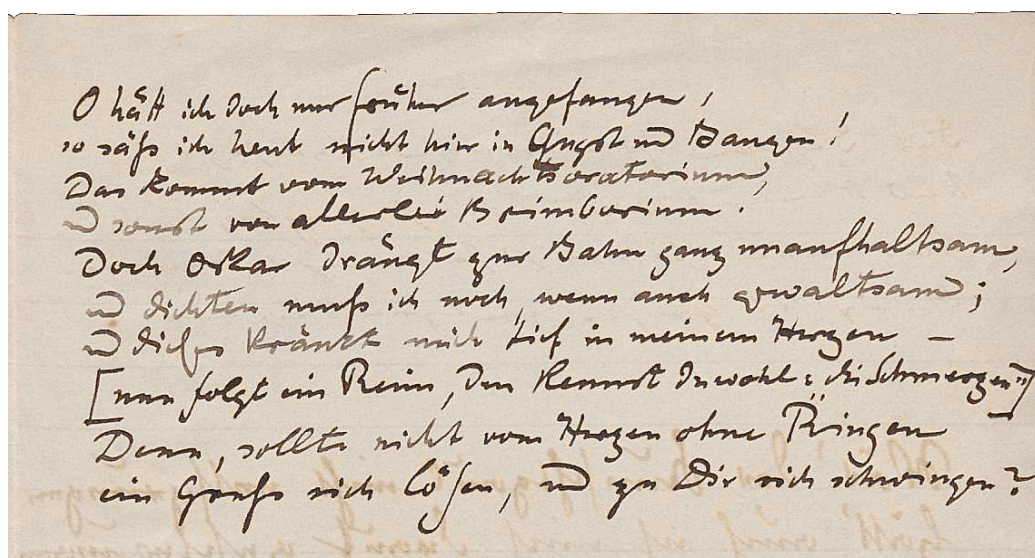 O hätt ich doch nur früher angefangen,
so säß ich heut nicht hier in Angst und Bangen!
Das kommt vom Weihnachtsoratorium,
und sonst von allerlei Brimborium.
Doch Oskar drängt zur Bahn ganz unaufhaltsam,
und dichten muß ich noch, wenn auch gewaltsam;
und dieses kränkt mich tief in meinem Herzen –
[nun folgt ein Reim, den kennst du wohl: „die Schmerzen“]
Denn, sollte nicht vom Herzen ohne Ringen
ein Gruß sich lösen, und zu Dir sich schwingen?